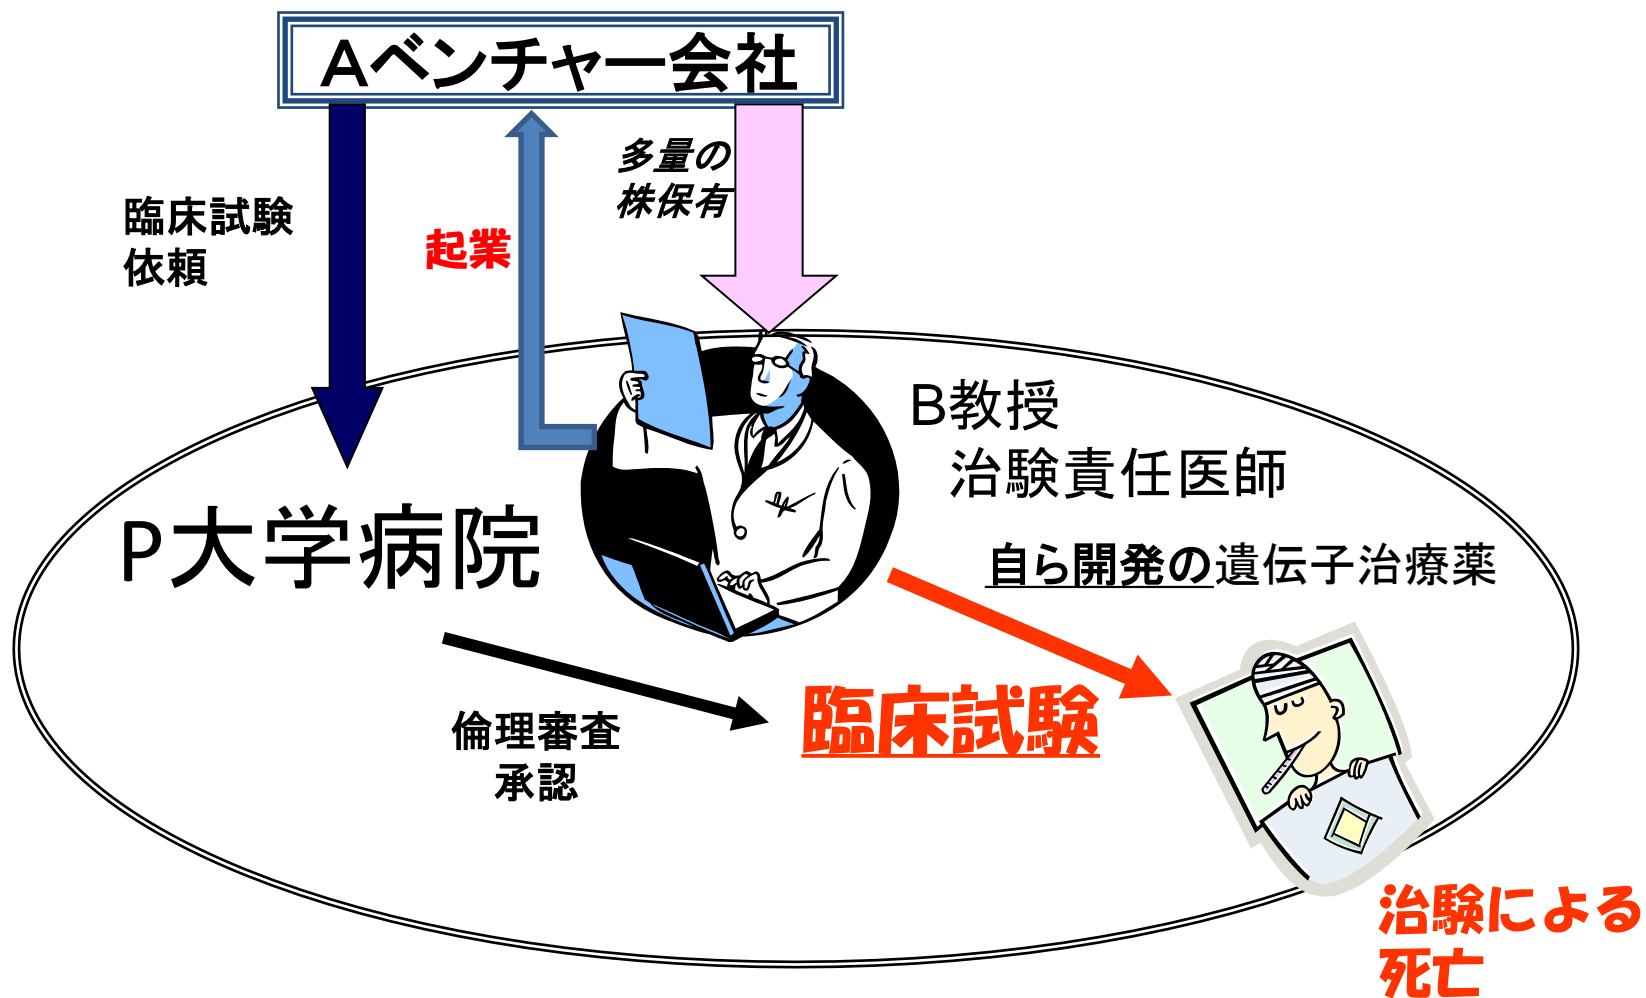 Ａベンチャー会社
多量の
株保有
臨床試験
依頼
起業
B教授
治験責任医師
P大学病院
自ら開発の遺伝子治療薬
臨床試験
倫理審査
承認
治験による
死亡